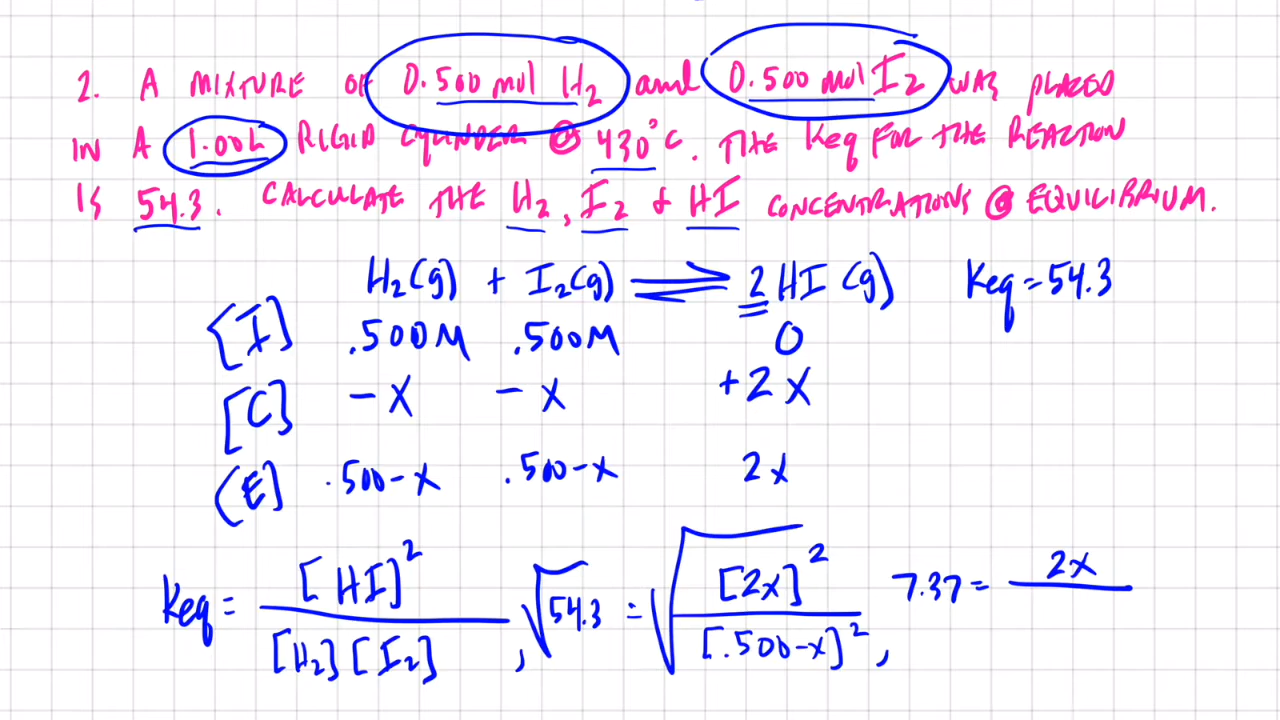 2. A MIXTURE OF 0.500 mol H₂ and 0.500 mol I₂ WAS PLACED
IN A 1.00L RIGID CYLINDER @ 430°C. THE Keq FOR THE REACTION
IS 54.3. CALCULATE THE H₂, I₂ & HI CONCENTRATIONS @ EQUILIBRIUM.
H₂(g) + I₂(g) ⇌ 2HI(g) Keq = 54.3
[I] .500M .500M 0
[C] -X -X +2X
(E] .500-X .500-X 2X
Keq = [HI]² / [H₂][I₂], √54.3 = √([2x]² / [.500-x]²), 7.37 = 2x /